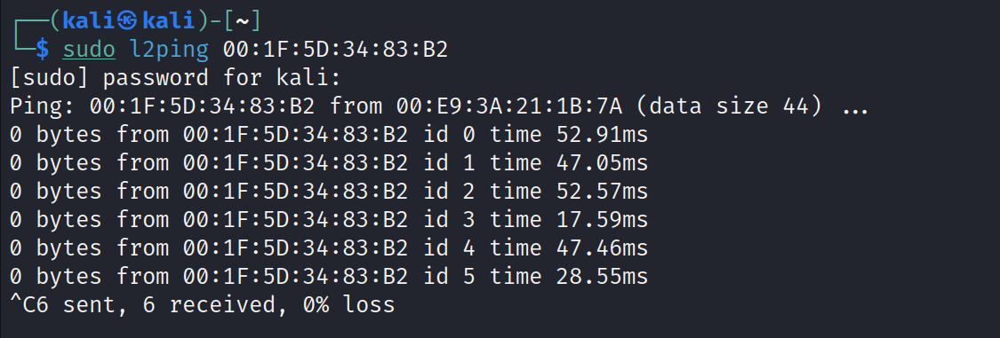 ┌──(kali㉿kali)-[~]
└─$ sudo l2ping 00:1F:5D:34:83:B2
[sudo] password for kali:
Ping: 00:1F:5D:34:83:B2 from 00:E9:3A:21:1B:7A (data size 44) ...
0 bytes from 00:1F:5D:34:83:B2 id 0 time 52.91ms
0 bytes from 00:1F:5D:34:83:B2 id 1 time 47.05ms
0 bytes from 00:1F:5D:34:83:B2 id 2 time 52.57ms
0 bytes from 00:1F:5D:34:83:B2 id 3 time 17.59ms
0 bytes from 00:1F:5D:34:83:B2 id 4 time 47.46ms
0 bytes from 00:1F:5D:34:83:B2 id 5 time 28.55ms
^C6 sent, 6 received, 0% loss